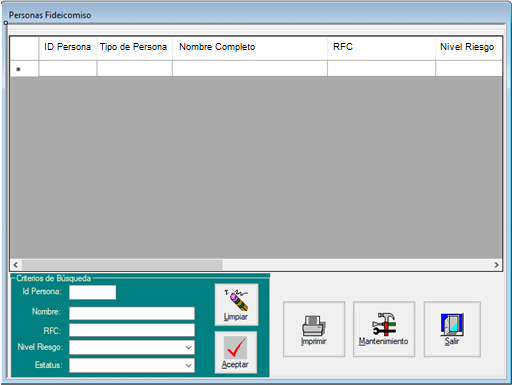 Personas Fideicomiso
ID Persona Tipo de Persona Nombre Completo RFC Nivel Riesgo
*
Criterios de Búsqueda
Id Persona:
Nombre:
RFC:
Nivel Riesgo:
Estatus:
Limpiar
Aceptar
Imprimir
Mantenimiento
Salir